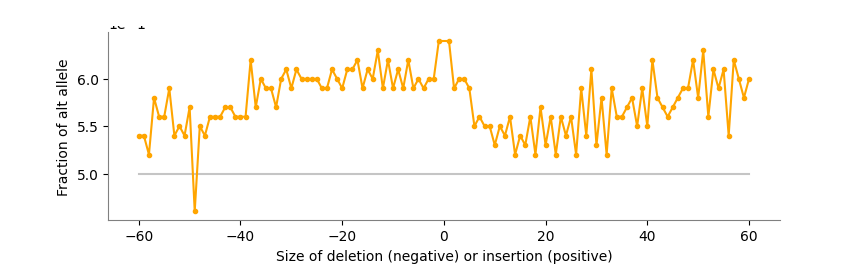 6.0
5.5
5.0
Fraction of alt allele
−60 −40 −20 0 20 40 60
Size of deletion (negative) or insertion (positive)